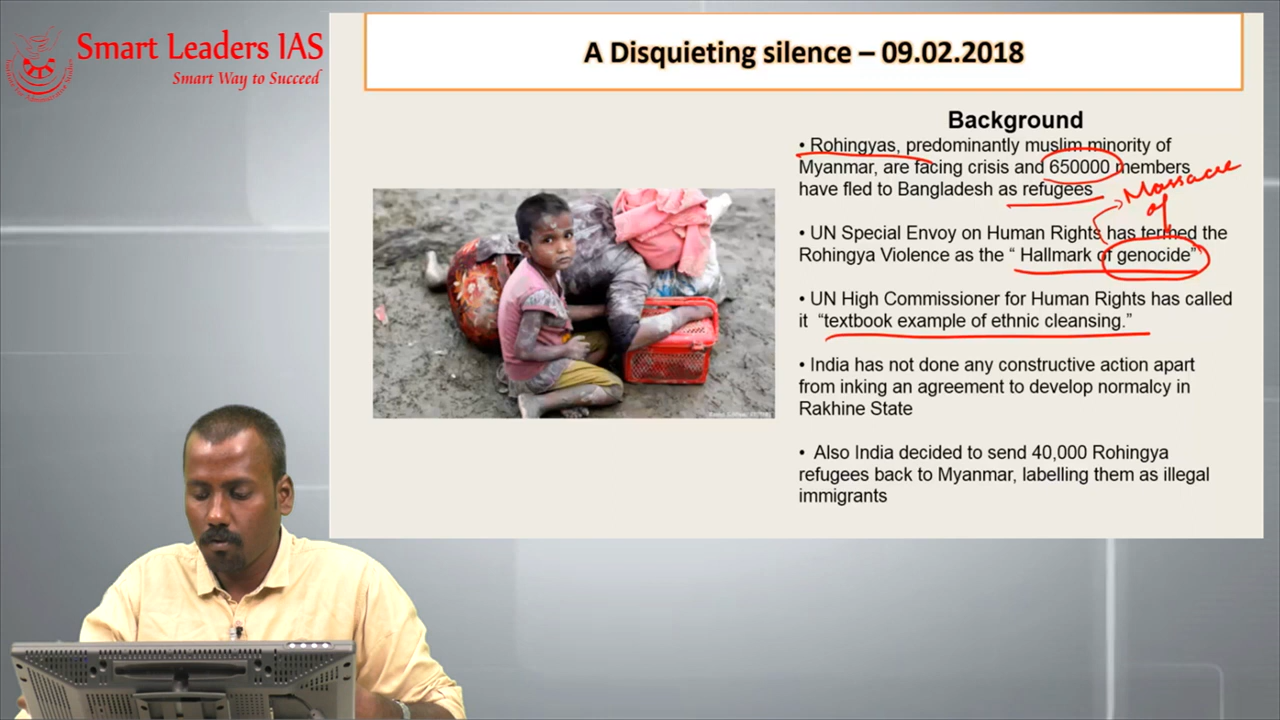 Smart Leaders IAS
Smart Way to Succeed
A Disquieting silence – 09.02.2018
Background
• Rohingyas, predominantly muslim minority of
Myanmar, are facing crisis and 650000 members
have fled to Bangladesh as refugees
Massacre
of
• UN Special Envoy on Human Rights has termed the
Rohingya Violence as the “ Hallmark of genocide”
• UN High Commissioner for Human Rights has called
it “textbook example of ethnic cleansing.”
• India has not done any constructive action apart
from inking an agreement to develop normalcy in
Rakhine State
• Also India decided to send 40,000 Rohingya
refugees back to Myanmar, labelling them as illegal
immigrants